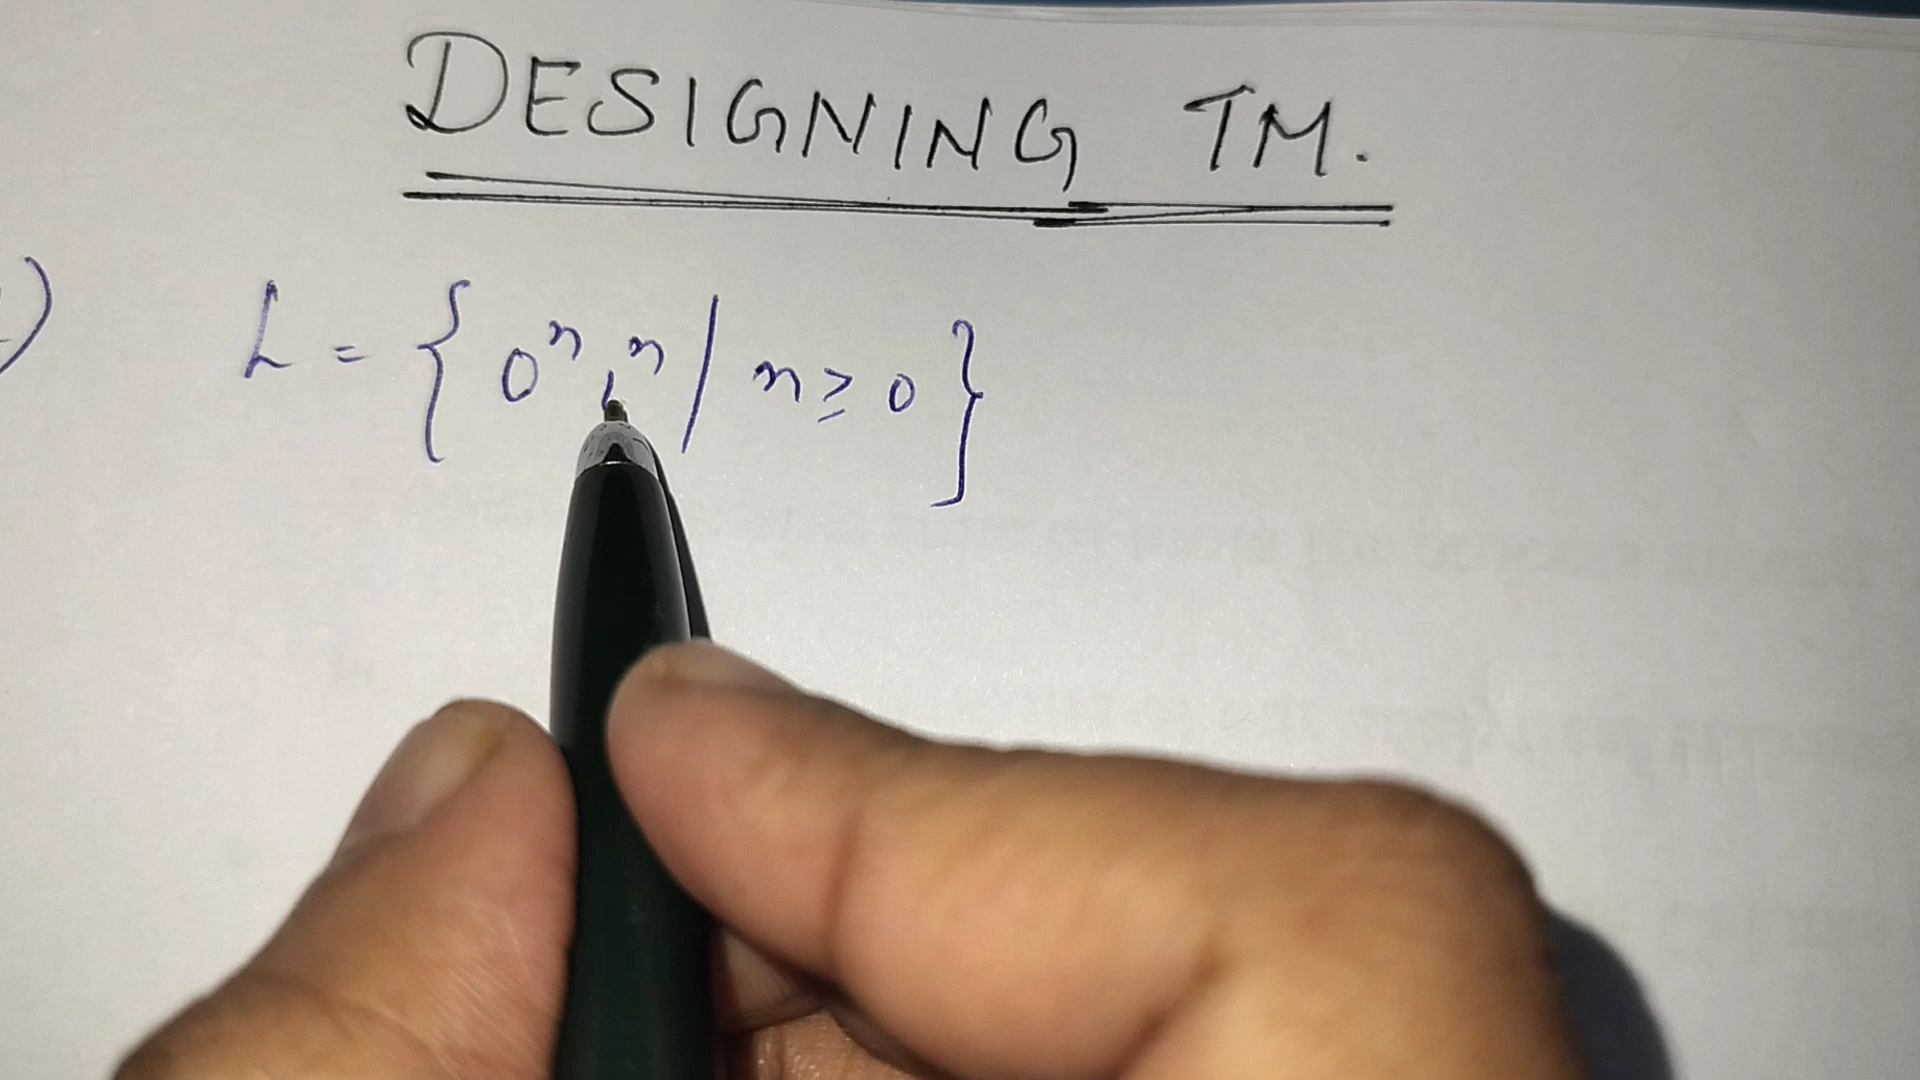 DESIGNING TM.
) L = { 0ⁿ 1ⁿ | n ≥ 0 }